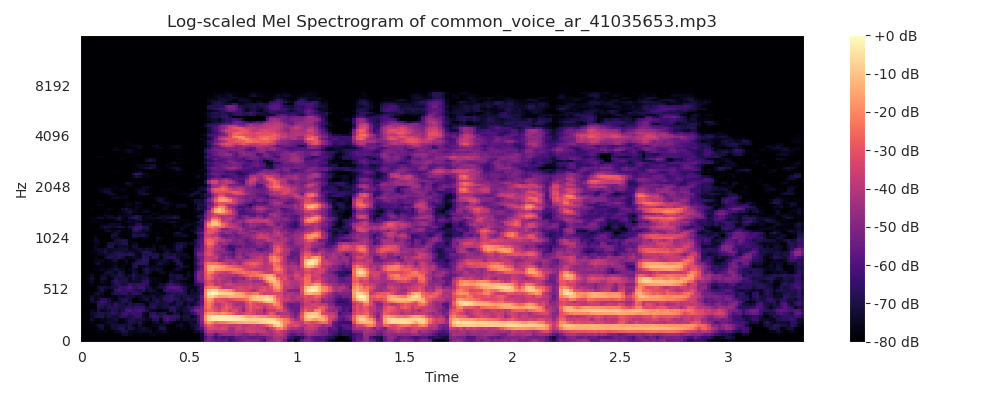 Log-scaled Mel Spectrogram of common_voice_ar_41035653.mp3
Hz
8192
4096
2048
1024
512
0
0 0.5 1 1.5 2 2.5 3
Time
+0 dB
-10 dB
-20 dB
-30 dB
-40 dB
-50 dB
-60 dB
-70 dB
-80 dB